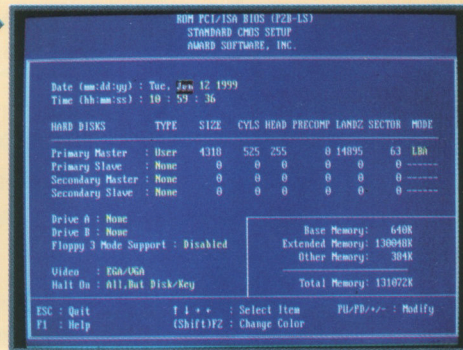 ROM PCI/ISA BIOS (P2B-LS)
STANDARD CMOS SETUP
AWARD SOFTWARE, INC.
Date (mm:dd:yy) : Tue, Jan 12 1999
Time (hh:mm:ss) : 10 : 59 : 36
HARD DISKS TYPE SIZE CYLS HEAD PRECOMP LANDZ SECTOR MODE
Primary Master : User 4318 525 255 0 14895 63 LBA
Primary Slave : None 0 0 0 0 0 0 ------
Secondary Master : None 0 0 0 0 0 0 ------
Secondary Slave : None 0 0 0 0 0 0 ------
Drive A : None
Drive B : None
Floppy 3 Mode Support : Disabled
Video : EGA/VGA
Halt On : All,But Disk/Key
Base Memory: 640K
Extended Memory: 130048K
Other Memory: 384K
Total Memory: 131072K
ESC : Quit ↑ ↓ → ← : Select Item PU/PD/+/- : Modify
F1 : Help (Shift)F2 : Change Color